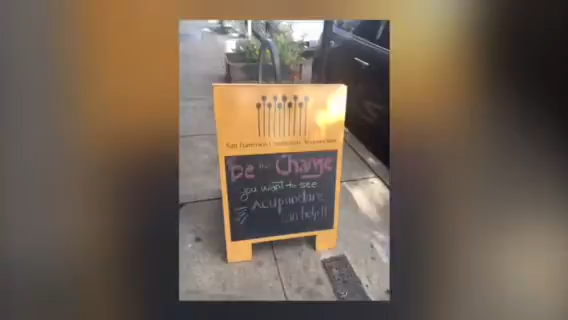 San Francisco Community Acupuncture
be the Change
you want to see
Acupuncture
can help!!